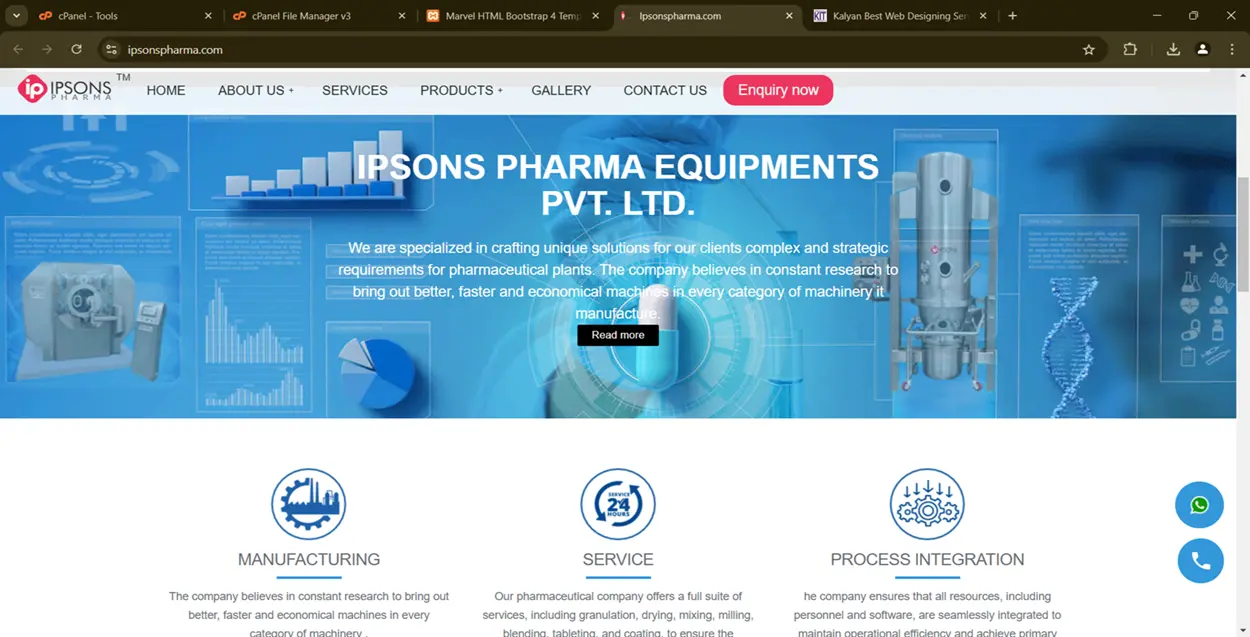 cPanel - Tools
cPanel File Manager v3
Marvel HTML Bootstrap 4 Temp
Ipsonspharma.com
KIT Kalyan Best Web Designing Ser
ipsonspharma.com
ip IPSONS PHARMA TM
HOME
ABOUT US +
SERVICES
PRODUCTS +
GALLERY
CONTACT US
Enquiry now
IPSONS PHARMA EQUIPMENTS
PVT. LTD.
We are specialized in crafting unique solutions for our clients complex and strategic
requirements for pharmaceutical plants. The company believes in constant research to
bring out better, faster and economical machines in every category of machinery it
manufacture.
Read more
SERVICE
24
HOURS
MANUFACTURING
The company believes in constant research to bring out
better, faster and economical machines in every
category of machinery .
SERVICE
Our pharmaceutical company offers a full suite of
services, including granulation, drying, mixing, milling,
blending, tableting, and coating, to ensure the
PROCESS INTEGRATION
he company ensures that all resources, including
personnel and software, are seamlessly integrated to
maintain operational efficiency and achieve primary